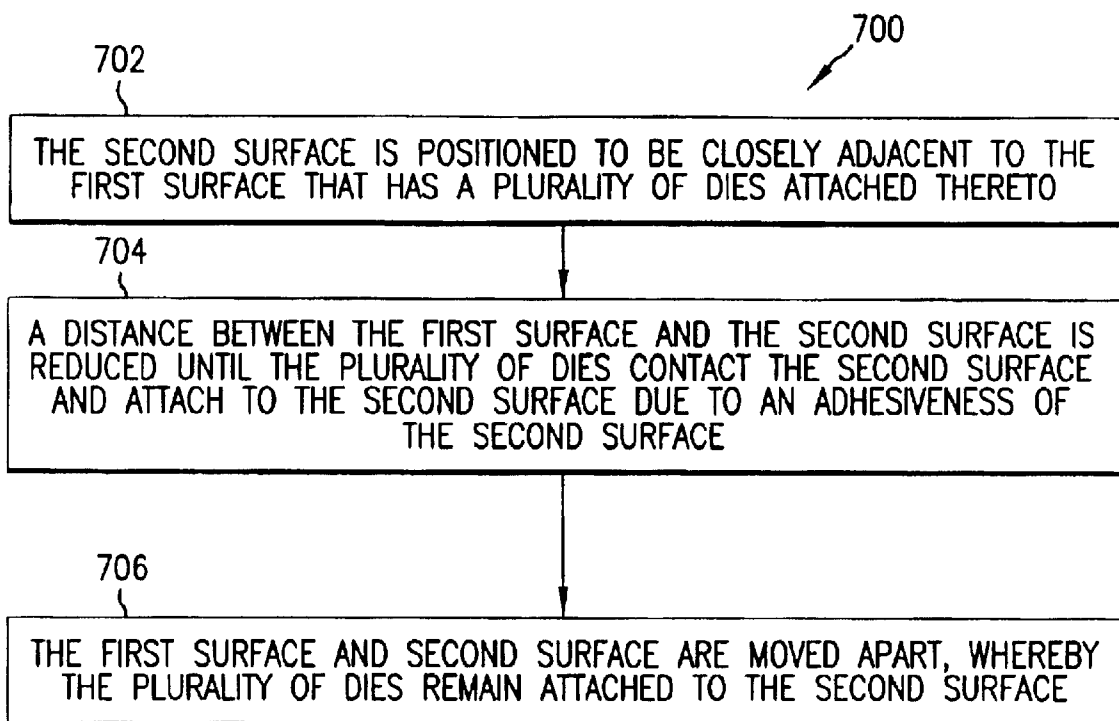 700
702
THE SECOND SURFACE IS POSITIONED TO BE CLOSELY ADJACENT TO THE
FIRST SURFACE THAT HAS A PLURALITY OF DIES ATTACHED THERETO
704
A DISTANCE BETWEEN THE FIRST SURFACE AND THE SECOND SURFACE IS
REDUCED UNTIL THE PLURALITY OF DIES CONTACT THE SECOND SURFACE
AND ATTACH TO THE SECOND SURFACE DUE TO AN ADHESIVENESS OF
THE SECOND SURFACE
706
THE FIRST SURFACE AND SECOND SURFACE ARE MOVED APART, WHEREBY
THE PLURALITY OF DIES REMAIN ATTACHED TO THE SECOND SURFACE